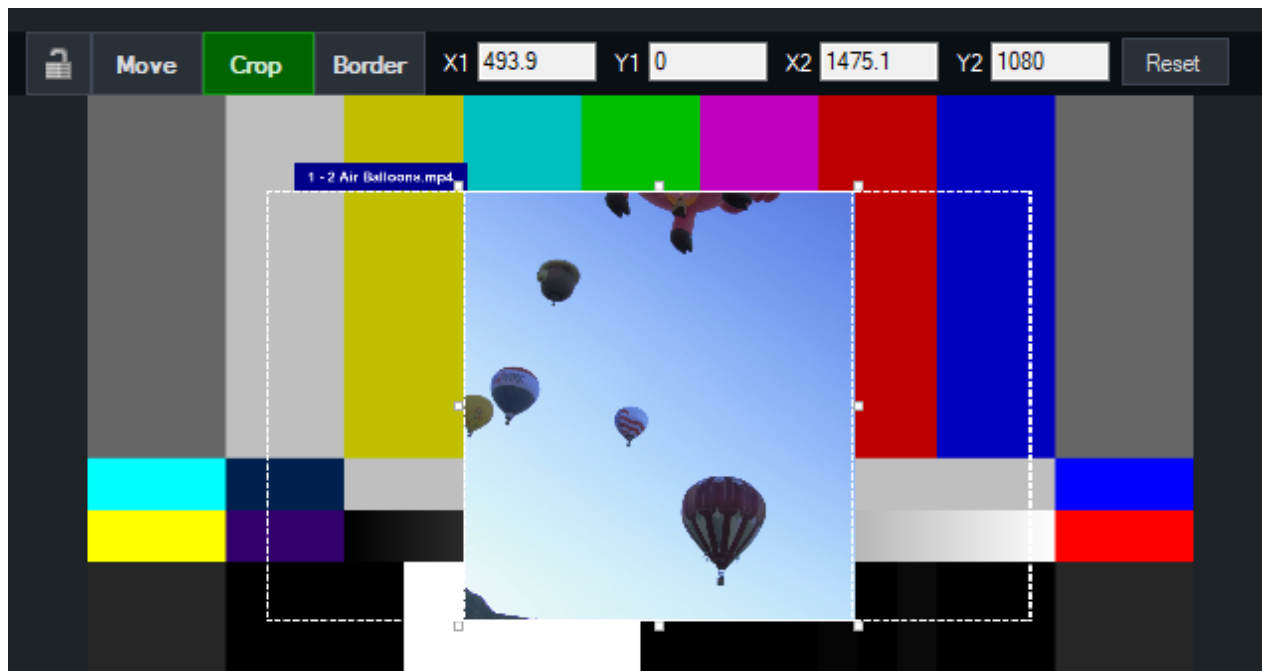 Move Crop Border X1 493.9 Y1 0 X2 1475.1 Y2 1080 Reset
1 - 2 Air Balloons.mp4